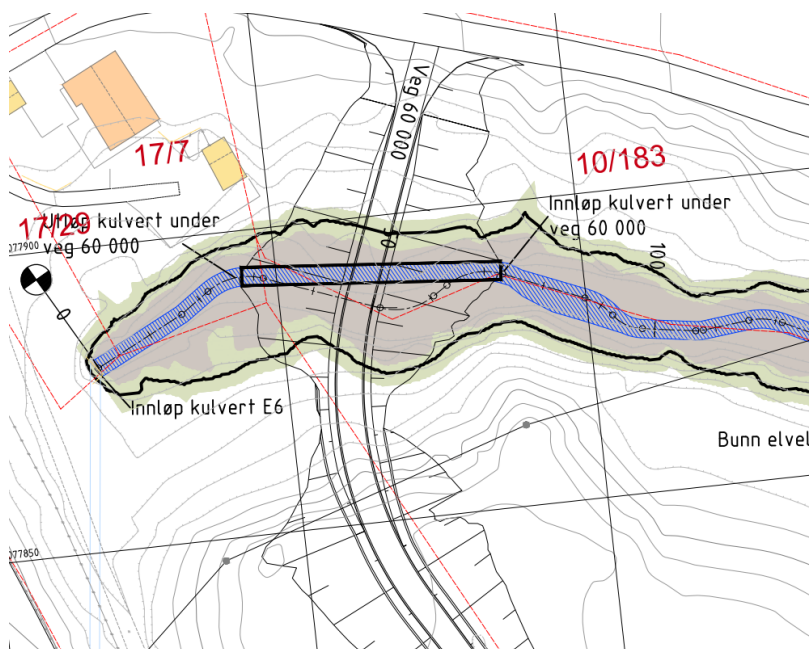 Veg 60 000
17/7
10/183
17/29
Utløp kulvert under
veg 60 000
Innløp kulvert under
veg 60 000
077900
50
100
0
Innløp kulvert E6
Bunn elvel
077850